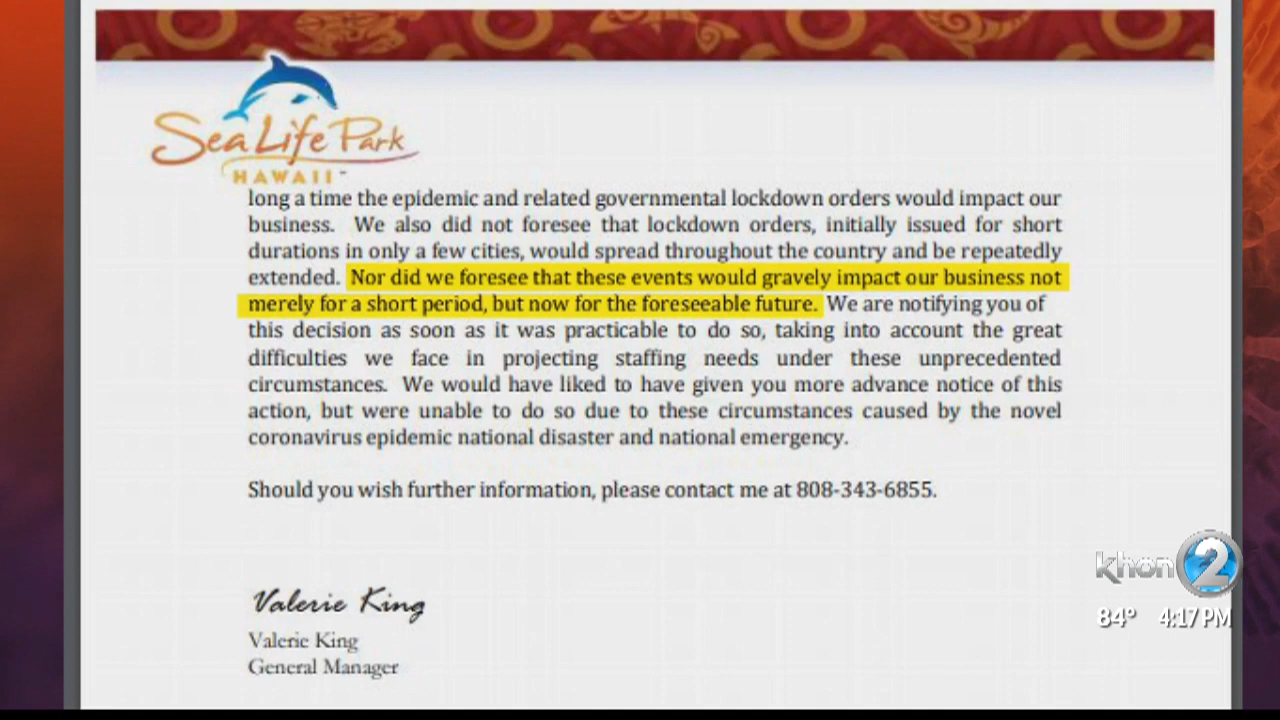 Sea Life Park
HAWAII
long a time the epidemic and related governmental lockdown orders would impact our
business. We also did not foresee that lockdown orders, initially issued for short
durations in only a few cities, would spread throughout the country and be repeatedly
extended. Nor did we foresee that these events would gravely impact our business not
merely for a short period, but now for the foreseeable future. We are notifying you of
this decision as soon as it was practicable to do so, taking into account the great
difficulties we face in projecting staffing needs under these unprecedented
circumstances. We would have liked to have given you more advance notice of this
action, but were unable to do so due to these circumstances caused by the novel
coronavirus epidemic national disaster and national emergency.
Should you wish further information, please contact me at 808-343-6855.
Valerie King
Valerie King
General Manager
khon 2
84° 4:17 PM